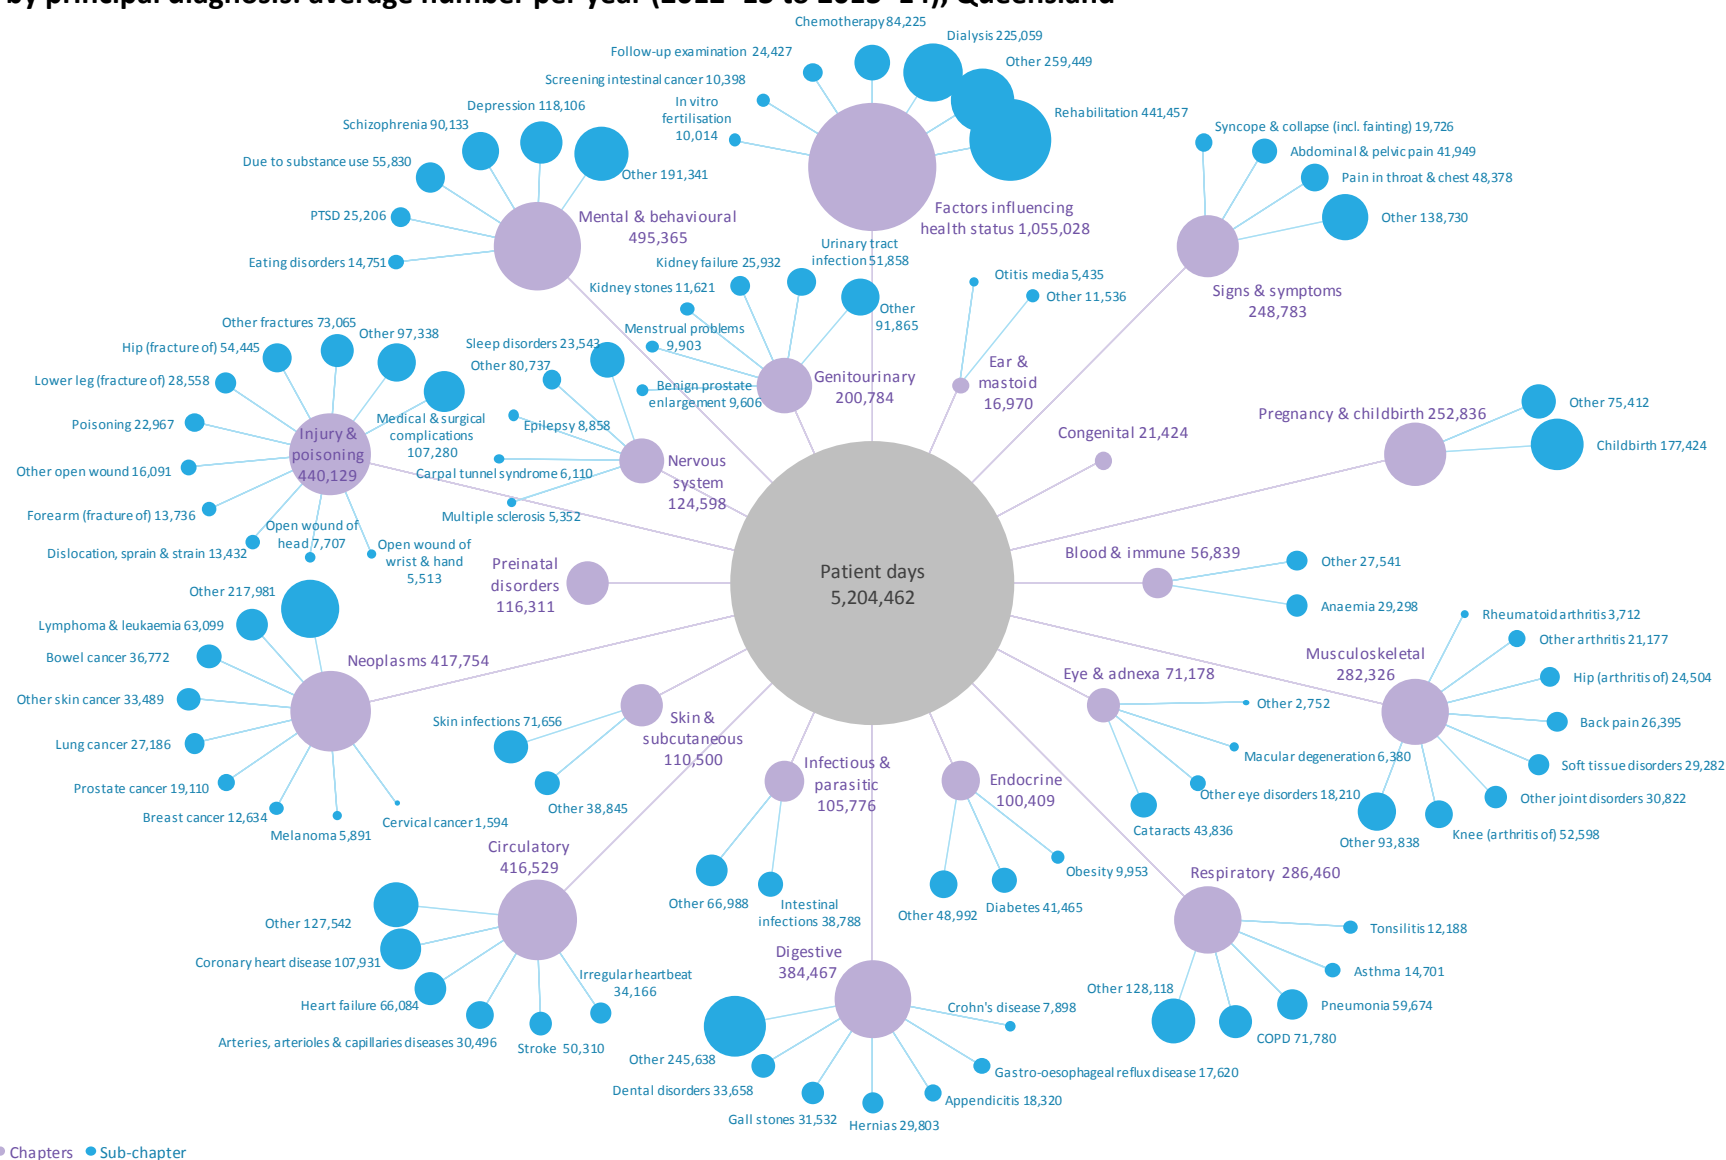 by principal diagnosis: average number per year (2022–23 to 2023–24), Queensland
Chemotherapy 84,225
Dialysis 225,059
Follow-up examination 24,427
Other 259,449
Screening intestinal cancer 10,398
In vitro
fertilisation
10,014
Rehabilitation 441,457
Factors influencing
health status 1,055,028
Depression 118,106
Schizophrenia 90,133
Due to substance use 55,830
Other 191,341
PTSD 25,206
Eating disorders 14,751
Mental & behavioural
495,365
Syncope & collapse (incl. fainting) 19,726
Abdominal & pelvic pain 41,949
Pain in throat & chest 48,378
Other 138,730
Signs & symptoms
248,783
Urinary tract
infection 51,858
Kidney failure 25,932
Kidney stones 11,621
Other
91,865
Menstrual problems
9,903
Benign prostate
enlargement 9,606
Genitourinary
200,784
Otitis media 5,435
Other 11,536
Ear &
mastoid
16,970
Congenital 21,424
Pregnancy & childbirth 252,836
Other 75,412
Childbirth 177,424
Other fractures 73,065
Other 97,338
Hip (fracture of) 54,445
Lower leg (fracture of) 28,558
Poisoning 22,967
Medical & surgical
complications
107,280
Injury &
poisoning
440,129
Other open wound 16,091
Forearm (fracture of) 13,736
Dislocation, sprain & strain 13,432
Open wound of
head 7,707
Open wound of
wrist & hand
5,513
Sleep disorders 23,543
Other 80,737
Epilepsy 8,858
Carpal tunnel syndrome 6,110
Multiple sclerosis 5,352
Nervous
system
124,598
Preinatal
disorders
116,311
Patient days
5,204,462
Blood & immune 56,839
Other 27,541
Anaemia 29,298
Other 217,981
Lymphoma & leukaemia 63,099
Bowel cancer 36,772
Neoplasms 417,754
Other skin cancer 33,489
Lung cancer 27,186
Prostate cancer 19,110
Breast cancer 12,634
Melanoma 5,891
Cervical cancer 1,594
Skin infections 71,656
Other 38,845
Skin &
subcutaneous
110,500
Eye & adnexa 71,178
Other 2,752
Macular degeneration 6,380
Other eye disorders 18,210
Cataracts 43,836
Musculoskeletal
282,326
Rheumatoid arthritis 3,712
Other arthritis 21,177
Hip (arthritis of) 24,504
Back pain 26,395
Soft tissue disorders 29,282
Other joint disorders 30,822
Knee (arthritis of) 52,598
Other 93,838
Infectious &
parasitic
105,776
Other 66,988
Intestinal
infections 38,788
Endocrine
100,409
Obesity 9,953
Diabetes 41,465
Other 48,992
Circulatory
416,529
Other 127,542
Coronary heart disease 107,931
Heart failure 66,084
Arteries, arterioles & capillaries diseases 30,496
Stroke 50,310
Irregular heartbeat
34,166
Digestive
384,467
Crohn's disease 7,898
Other 245,638
Dental disorders 33,658
Gall stones 31,532
Hernias 29,803
Appendicitis 18,320
Gastro-oesophageal reflux disease 17,620
Respiratory 286,460
Tonsilitis 12,188
Asthma 14,701
Pneumonia 59,674
COPD 71,780
Other 128,118
Chapters
Sub-chapter